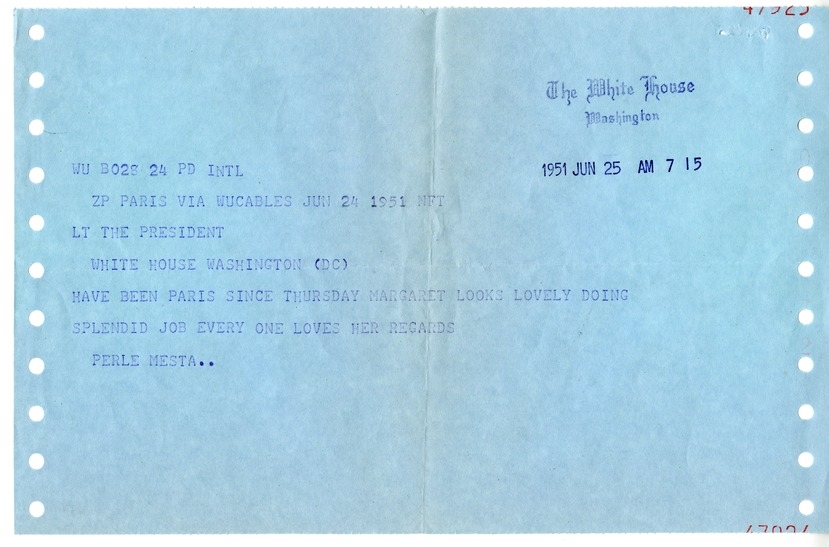 The White House
Washington
1951 JUN 25 AM 7 15
WU B028 24 PD INTL
ZP PARIS VIA WUCABLES JUN 24 1951 NFT
LT THE PRESIDENT
WHITE HOUSE WASHINGTON (DC)
HAVE BEEN PARIS SINCE THURSDAY MARGARET LOOKS LOVELY DOING
SPLENDID JOB EVERY ONE LOVES HER REGARDS
PERLE MESTA..